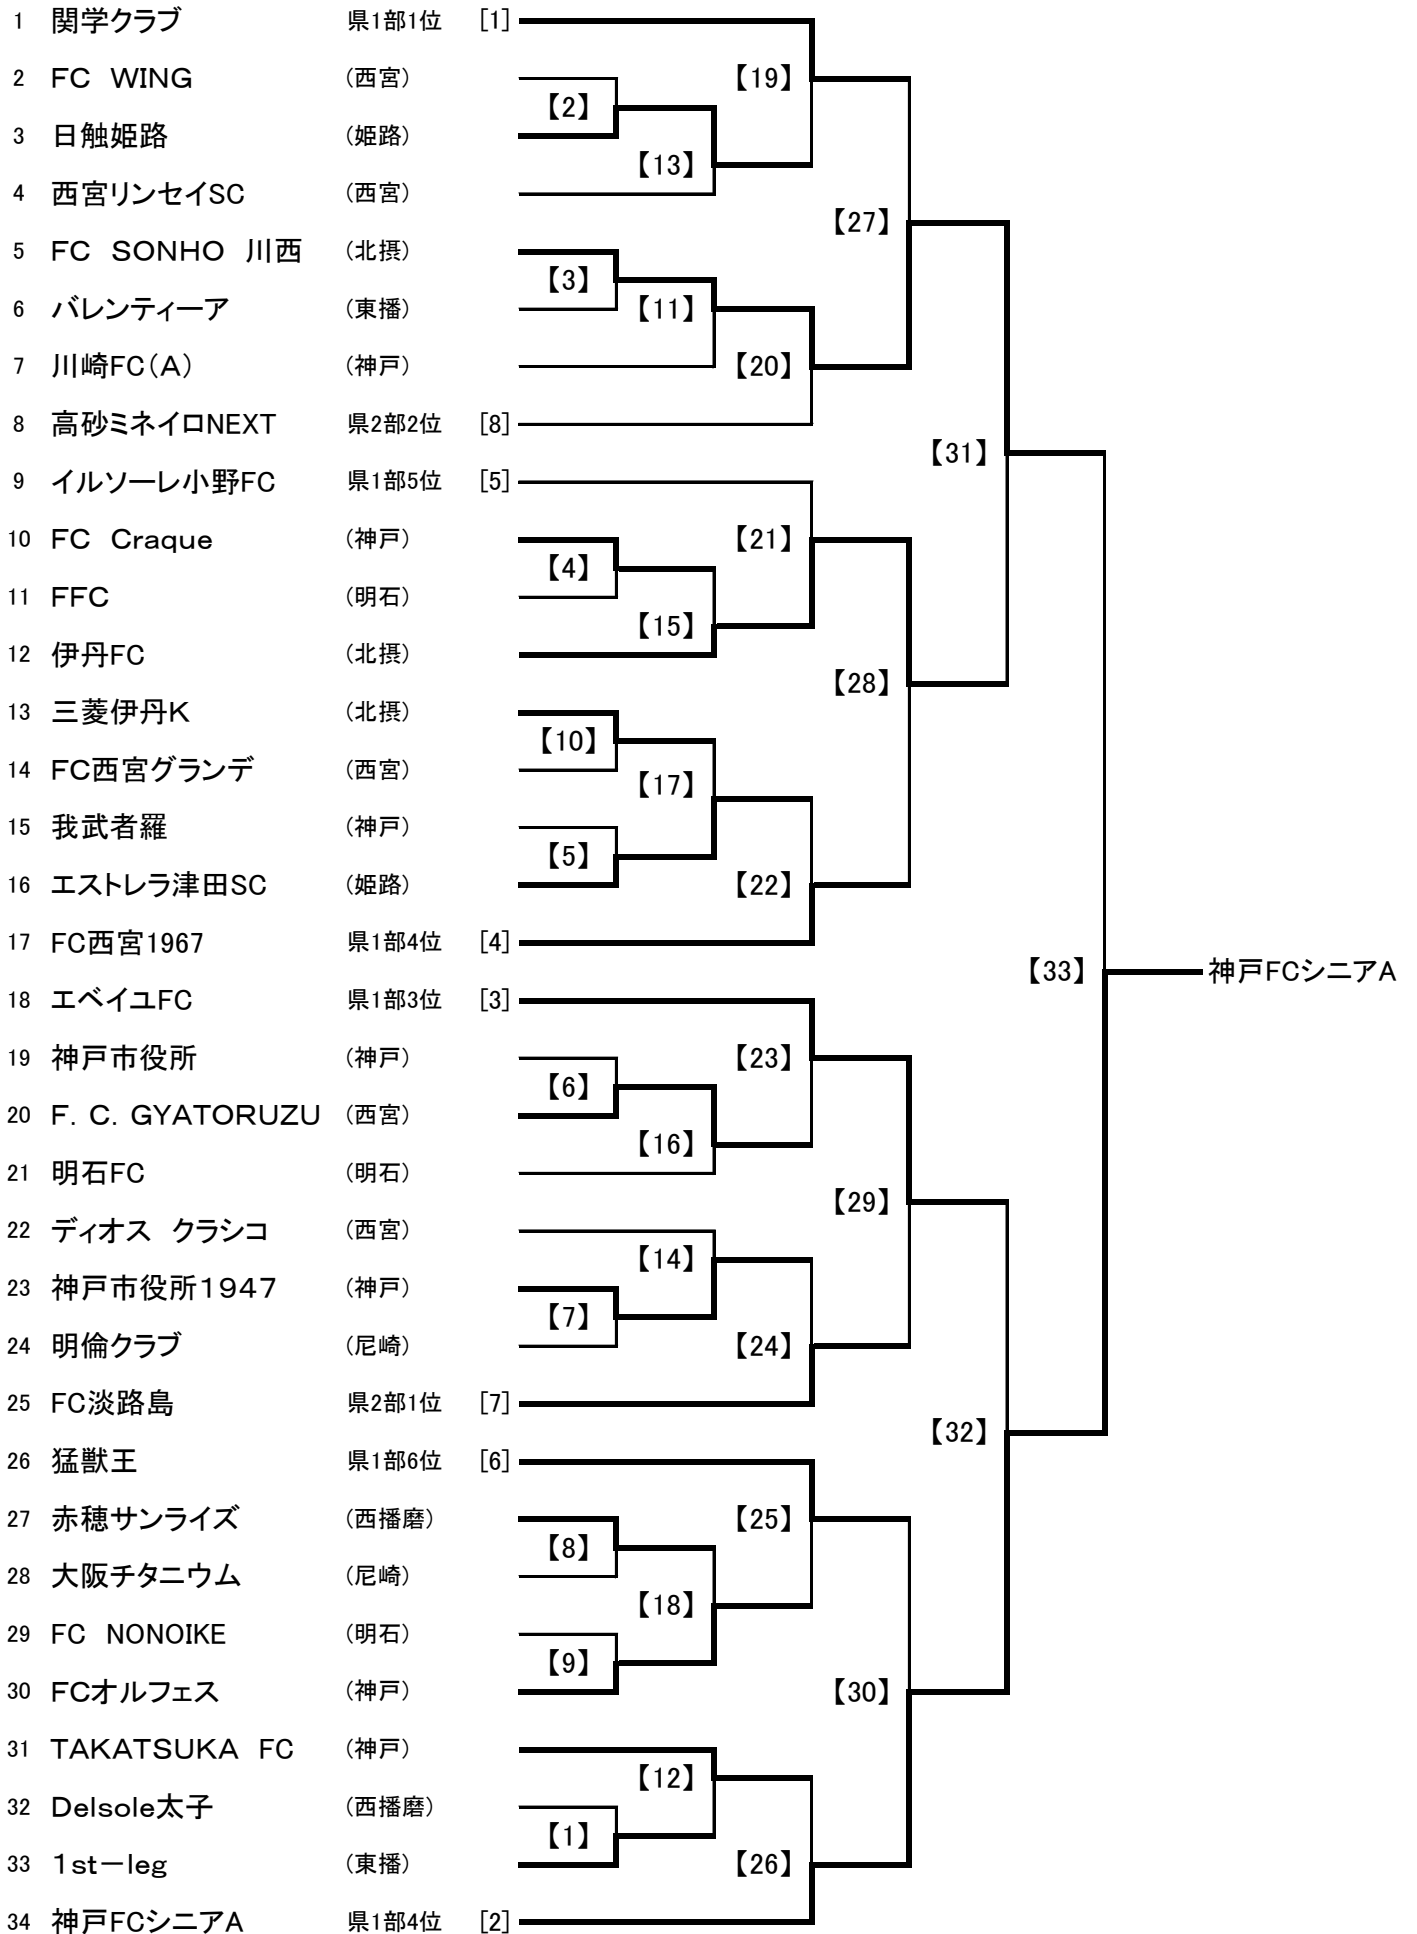 1 関学クラブ 県1部1位 [1]
2 FC WING (西宮) 【19】
【2】
3 日触姫路 (姫路)
【13】
4 西宮リンセイSC (西宮)
【27】
5 FC SONHO 川西 (北摂)
【3】
6 バレンティーア (東播) 【11】
7 川崎FC(A) (神戸) 【20】
8 高砂ミネイロNEXT 県2部2位 [8]
【31】
9 イルソーレ小野FC 県1部5位 [5]
10 FC Craque (神戸) 【21】
【4】
11 FFC (明石)
【15】
12 伊丹FC (北摂)
【28】
13 三菱伊丹K (北摂)
【10】
14 FC西宮グランデ (西宮)
【17】
15 我武者羅 (神戸)
【5】
16 エストレラ津田SC (姫路) 【22】
17 FC西宮1967 県1部4位 [4]
【33】 神戸FCシニアA
18 エベイユFC 県1部3位 [3]
19 神戸市役所 (神戸) 【23】
【6】
20 F. C. GYATORUZU (西宮)
【16】
21 明石FC (明石)
【29】
22 ディオス クラシコ (西宮)
【14】
23 神戸市役所1947 (神戸)
【7】
24 明倫クラブ (尼崎) 【24】
25 FC淡路島 県2部1位 [7]
【32】
26 猛獣王 県1部6位 [6]
27 赤穂サンライズ (西播磨) 【25】
【8】
28 大阪チタニウム (尼崎)
【18】
29 FC NONOIKE (明石)
【9】
30 FCオルフェス (神戸) 【30】
31 TAKATSUKA FC (神戸)
【12】
32 Delsole太子 (西播磨)
【1】
33 1st-leg (東播) 【26】
34 神戸FCシニアA 県1部4位 [2]